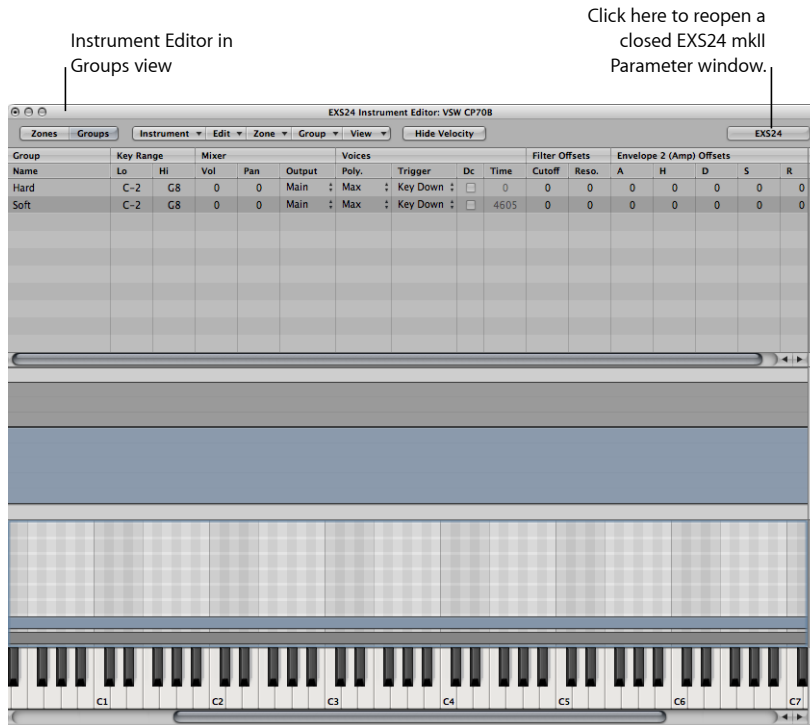 Click here to reopen a
closed EXS24 mkII
Parameter window.
Instrument Editor in
Groups view
EXS24 Instrument Editor: VSW CP70B
Zones Groups Instrument Edit Zone Group View Hide Velocity EXS24
Group Key Range Mixer Voices Filter Offsets Envelope 2 (Amp) Offsets
Name Lo Hi Vol Pan Output Poly. Trigger Dc Time Cutoff Reso. A H D S R
Hard C-2 G8 0 0 Main Max Key Down 0 0 0 0 0 0 0 0
Soft C-2 G8 0 0 Main Max Key Down 4605 0 0 0 0 0 0 0
C1 C2 C3 C4 C5 C6 C7